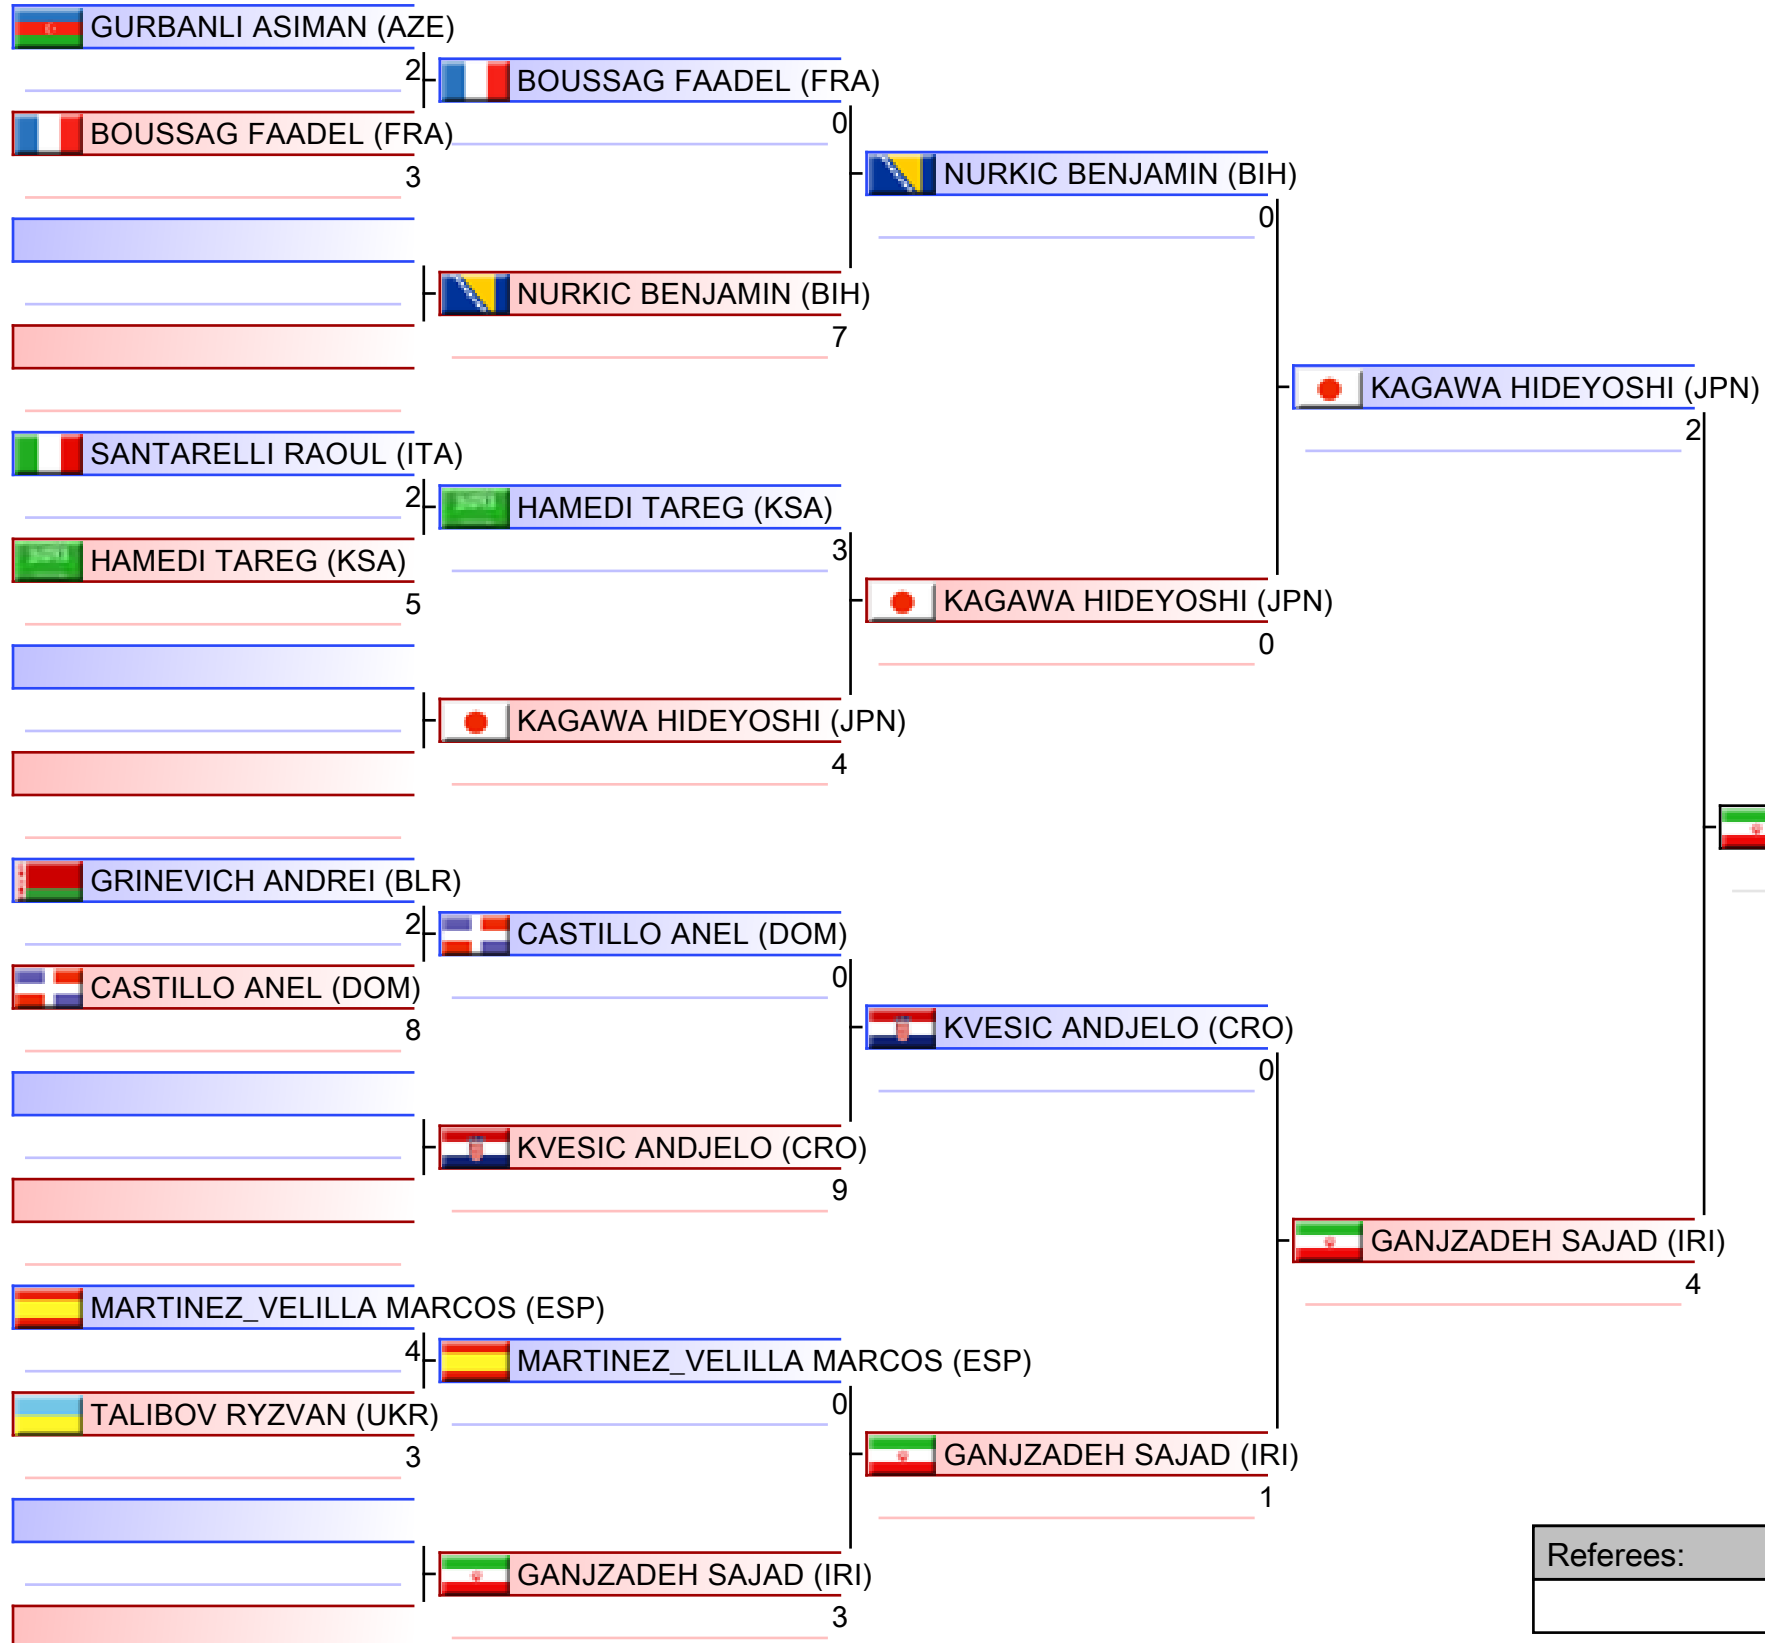 GURBANLI ASIMAN (AZE)
2
BOUSSAG FAADEL (FRA)
BOUSSAG FAADEL (FRA)
0
3
NURKIC BENJAMIN (BIH)
0
NURKIC BENJAMIN (BIH)
7
KAGAWA HIDEYOSHI (JPN)
2
SANTARELLI RAOUL (ITA)
2
HAMEDI TAREG (KSA)
3
HAMEDI TAREG (KSA)
5
KAGAWA HIDEYOSHI (JPN)
0
KAGAWA HIDEYOSHI (JPN)
4
GRINEVICH ANDREI (BLR)
2
CASTILLO ANEL (DOM)
0
CASTILLO ANEL (DOM)
8
KVESIC ANDJELO (CRO)
0
KVESIC ANDJELO (CRO)
9
GANJZADEH SAJAD (IRI)
4
MARTINEZ_VELILLA MARCOS (ESP)
4
MARTINEZ_VELILLA MARCOS (ESP)
0
TALIBOV RYZVAN (UKR)
3
GANJZADEH SAJAD (IRI)
1
GANJZADEH SAJAD (IRI)
3
Referees: